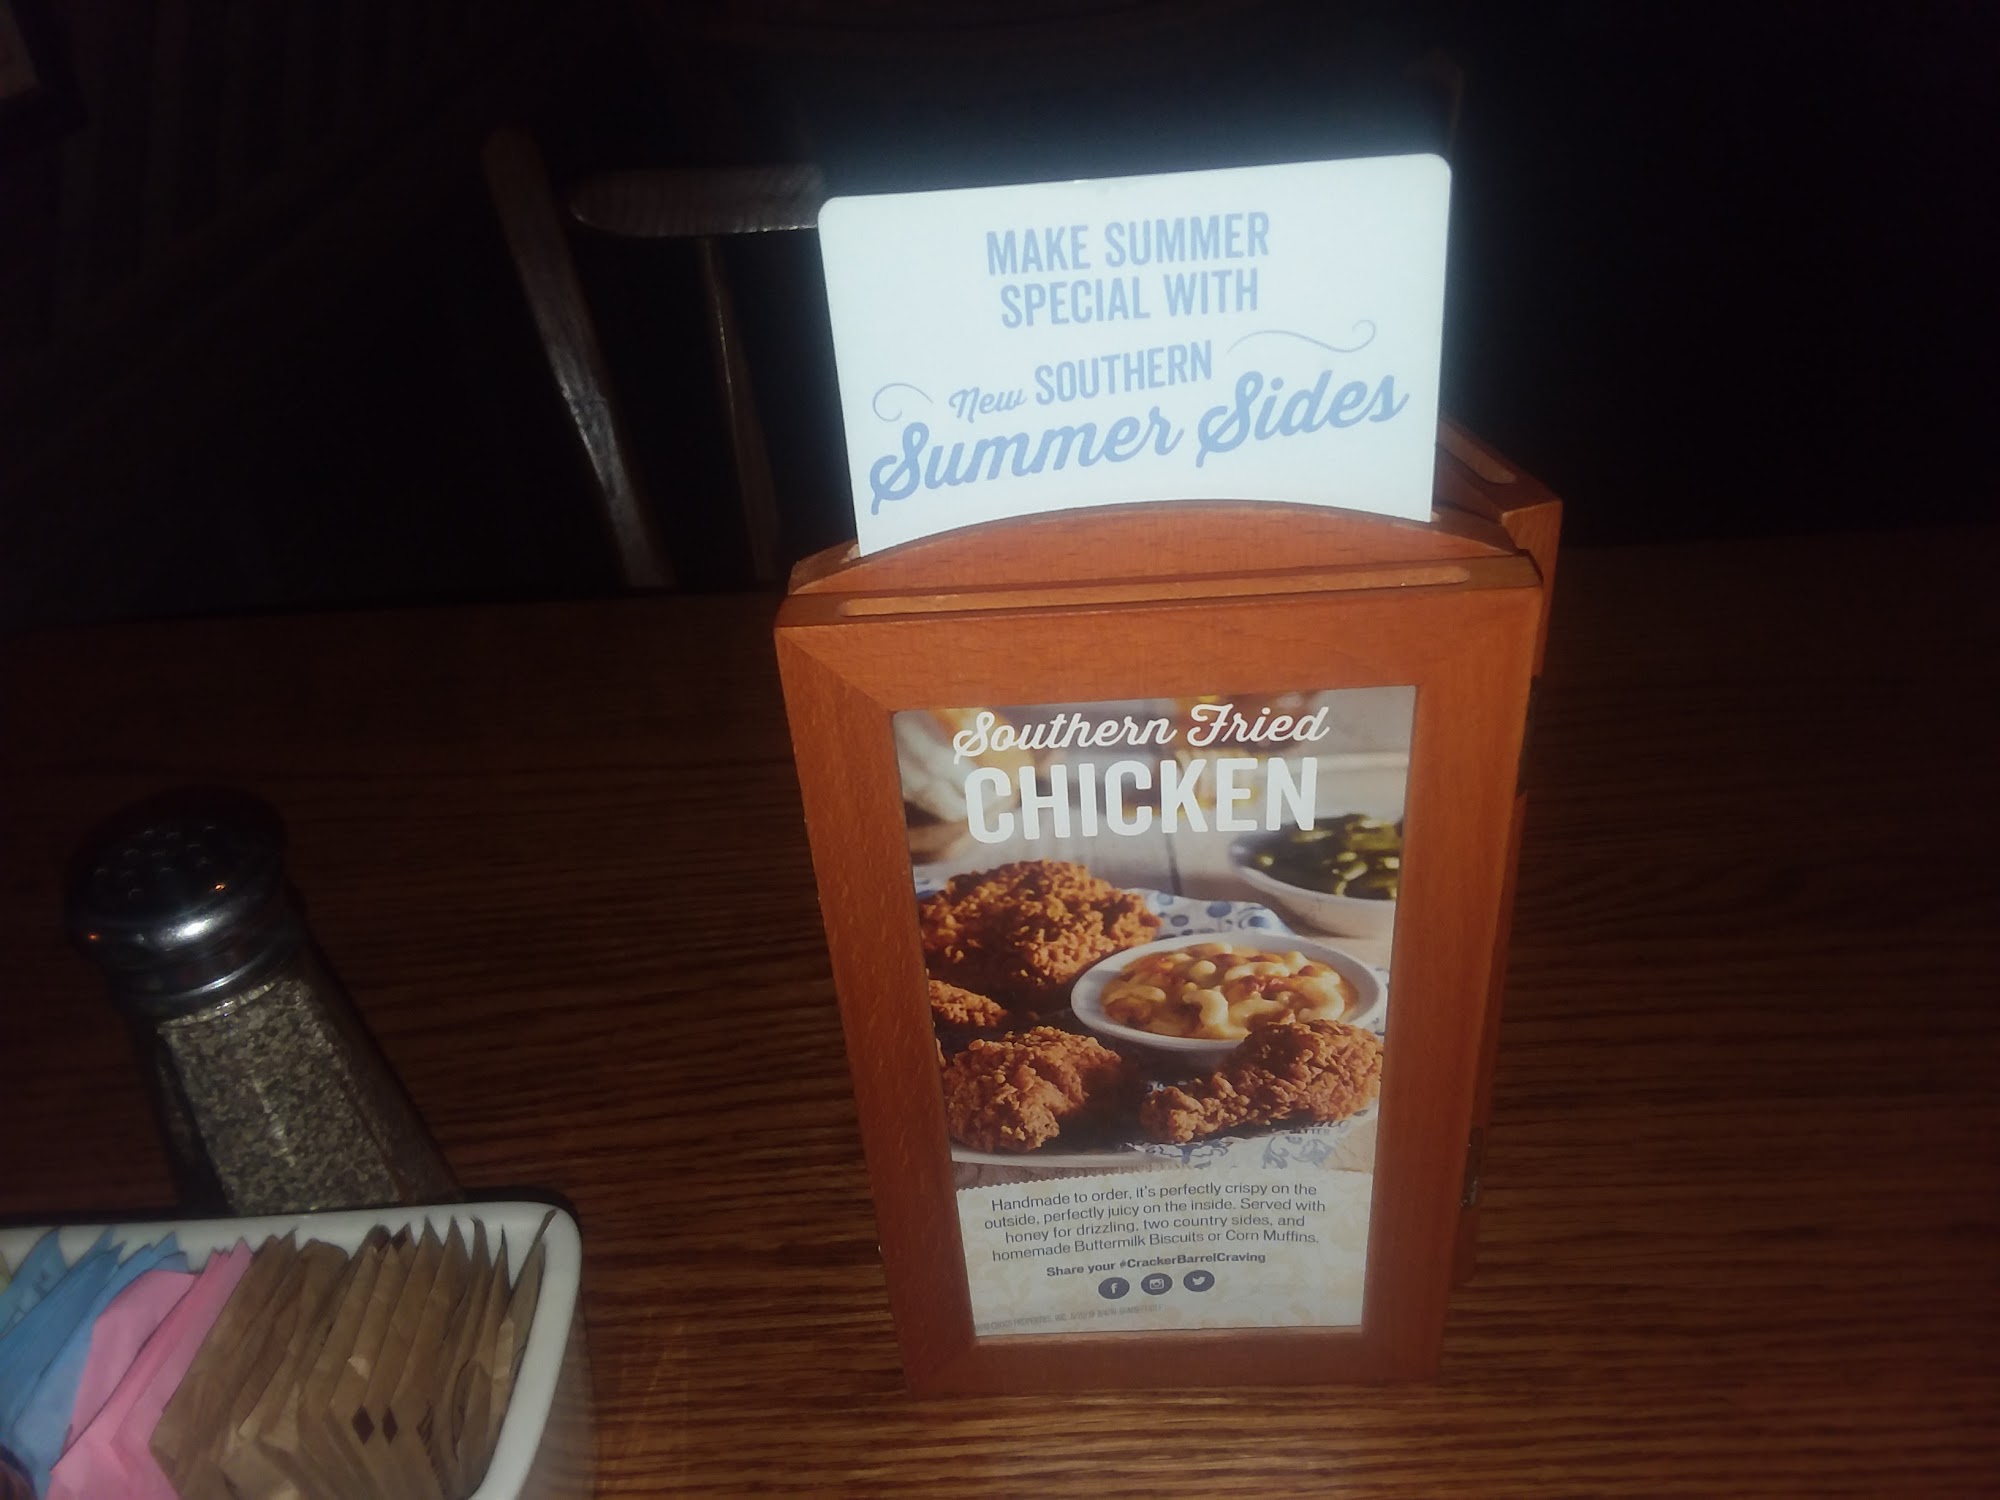 MAKE SUMMER
SPECIAL WITH
New SOUTHERN
Summer Sides
Southern Fried
CHICKEN
Handmade to order, it's perfectly crispy on the
outside, perfectly juicy on the inside. Served with
honey for drizzling, two country sides, and
homemade Buttermilk Biscuits or Corn Muffins.
Share your #CrackerBarrelCraving